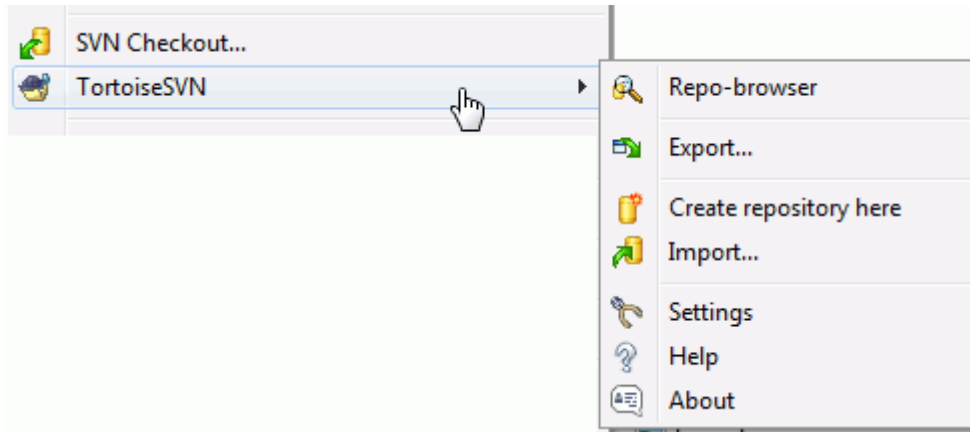 SVN Checkout...
TortoiseSVN
Repo-browser
Export...
Create repository here
Import...
Settings
Help
About